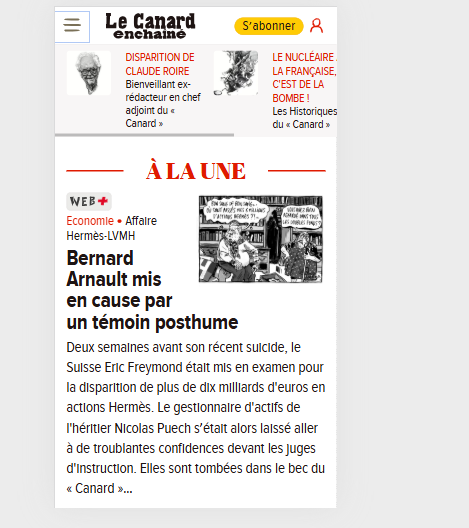 Le Canard
enchaîné
S'abonner
DISPARITION DE
CLAUDE ROIRE
Bienveillant ex-
rédacteur en chef
adjoint du «
Canard »
LE NUCLÉAIRE
LA FRANÇAISE,
C'EST DE LA
BOMBE !
Les Historiques
du « Canard »
À LA UNE
WEB+
Economie • Affaire
Hermès-LVMH
Bernard
Arnault mis
en cause par
un témoin posthume
Deux semaines avant son récent suicide, le
Suisse Eric Freymond était mis en examen pour
la disparition de plus de dix milliards d'euros en
actions Hermès. Le gestionnaire d'actifs de
l'héritier Nicolas Puech s'était alors laissé aller
à de troublantes confidences devant les juges
d'instruction. Elles sont tombées dans le bec du
« Canard »...